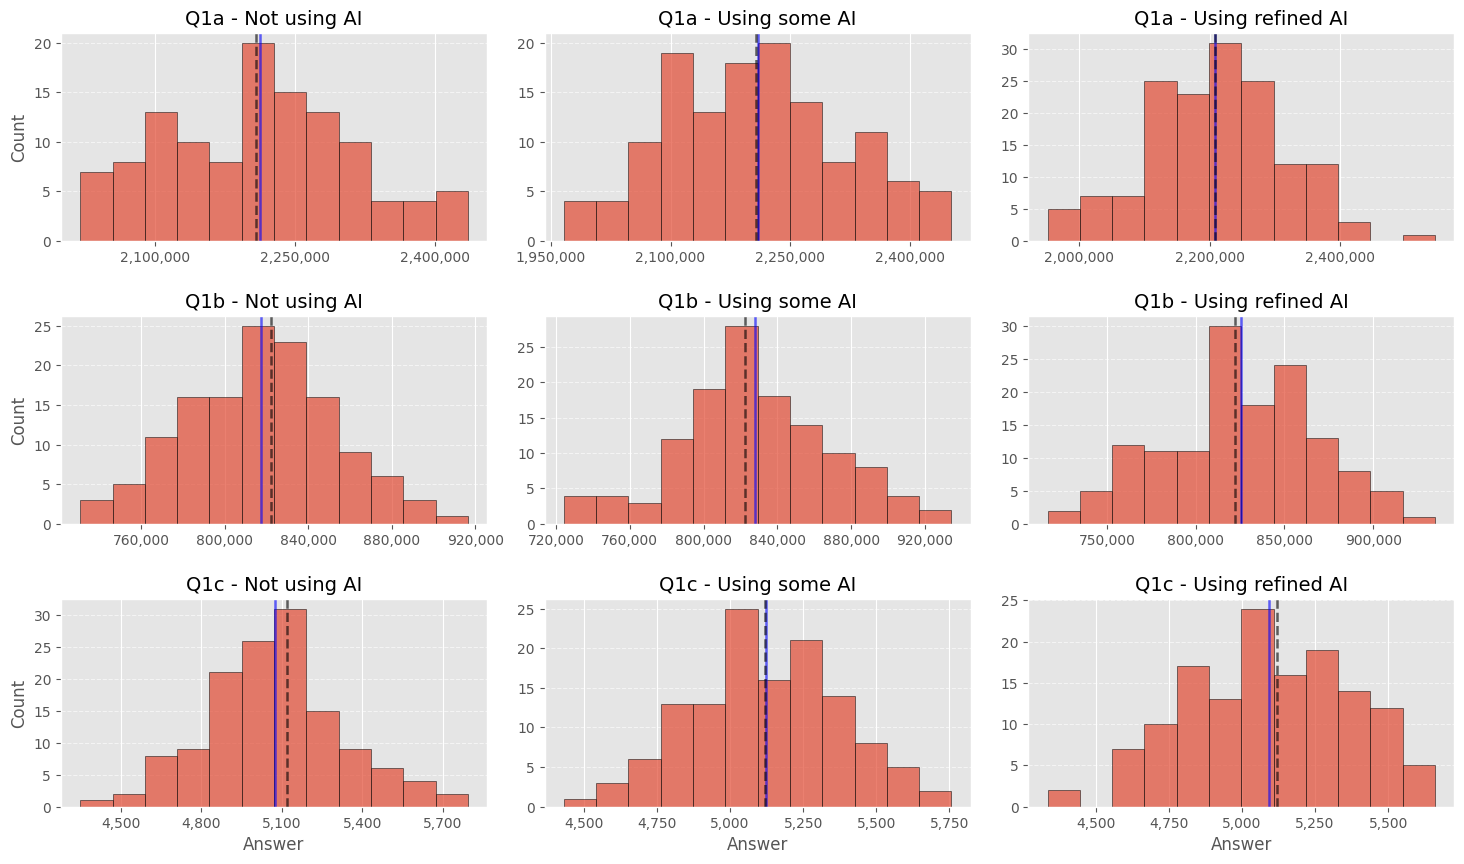 Q1a - Not using AI
Q1a - Using some AI
Q1a - Using refined AI
Count
20
15
10
5
0
2,100,000 2,250,000 2,400,000
20
15
10
5
0
1,950,000 2,100,000 2,250,000 2,400,000
30
25
20
15
10
5
0
2,000,000 2,200,000 2,400,000
Q1b - Not using AI
Q1b - Using some AI
Q1b - Using refined AI
Count
25
20
15
10
5
0
760,000 800,000 840,000 880,000 920,000
25
20
15
10
5
0
720,000 760,000 800,000 840,000 880,000 920,000
30
25
20
15
10
5
0
750,000 800,000 850,000 900,000
Q1c - Not using AI
Q1c - Using some AI
Q1c - Using refined AI
Count
30
25
20
15
10
5
0
4,500 4,800 5,100 5,400 5,700
Answer
25
20
15
10
5
0
4,500 4,750 5,000 5,250 5,500 5,750
Answer
25
20
15
10
5
0
4,500 4,750 5,000 5,250 5,500
Answer